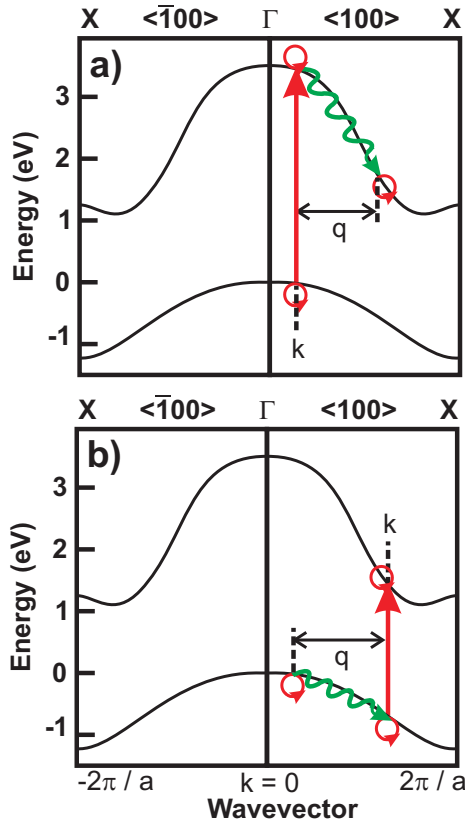 X <1̅00> Γ <100> X
a)
3
2
1
0
-1
Energy (eV)
q
k
X <1̅00> Γ <100> X
b)
3
2
1
0
-1
Energy (eV)
k
q
-2π / a k = 0 2π / a
Wavevector